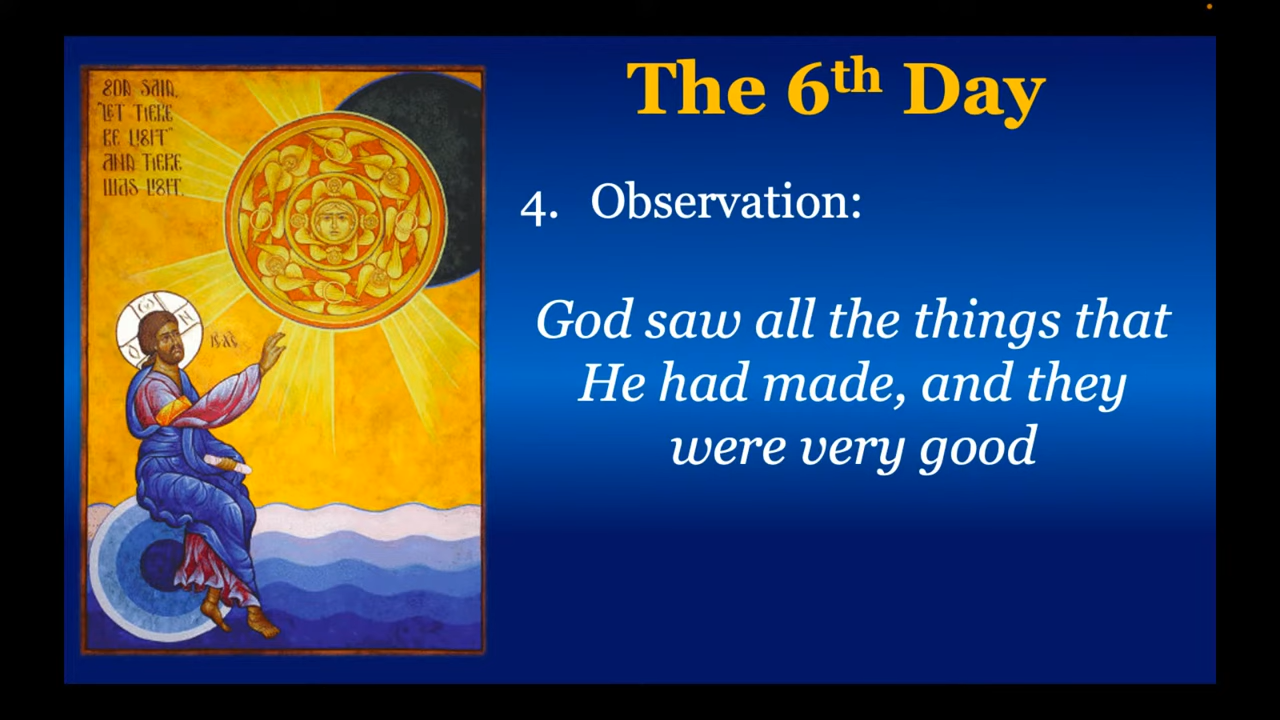 GOD SAID,
"LET THERE
BE LIGHT"
AND THERE
WAS LIGHT.
The 6th Day
4. Observation:
God saw all the things that
He had made, and they
were very good